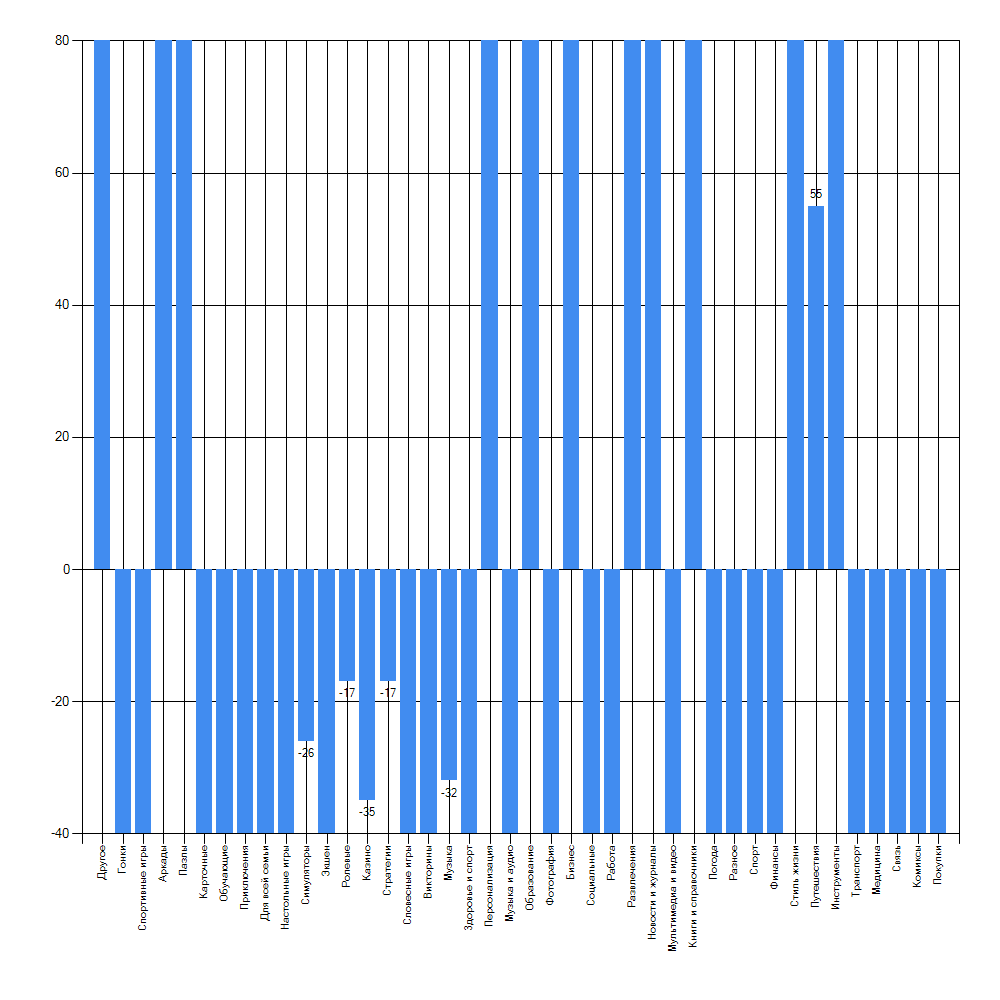 80
60
40
20
0
-20
-40
55
-17
-17
-26
-32
-35
Другое
Гонки
Спортивные игры
Аркады
Пазлы
Карточные
Обучающие
Приключения
Для всей семьи
Настольные игры
Симуляторы
Экшен
Ролевые
Казино
Стратегии
Словесные игры
Викторины
Музыка
Здоровье и спорт
Персонализация
Музыка и аудио
Образование
Фотография
Бизнес
Социальные
Работа
Развлечения
Новости и журналы
Мультимедиа и видео
Книги и справочники
Погода
Разное
Спорт
Финансы
Стиль жизни
Путешествия
Инструменты
Транспорт
Медицина
Связь
Комиксы
Покупки